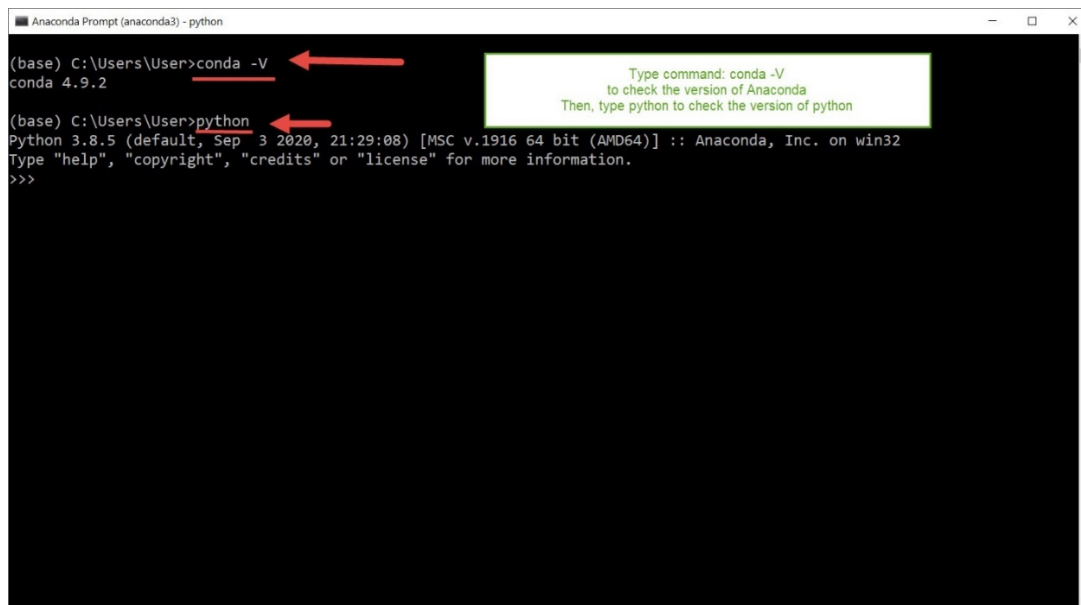 Anaconda Prompt (anaconda3) - python
(base) C:\Users\User>conda -V
conda 4.9.2
Type command: conda -V
to check the version of Anaconda
Then, type python to check the version of python
(base) C:\Users\User>python
Python 3.8.5 (default, Sep  3 2020, 21:29:08) [MSC v.1916 64 bit (AMD64)] :: Anaconda, Inc. on win32
Type "help", "copyright", "credits" or "license" for more information.
>>>